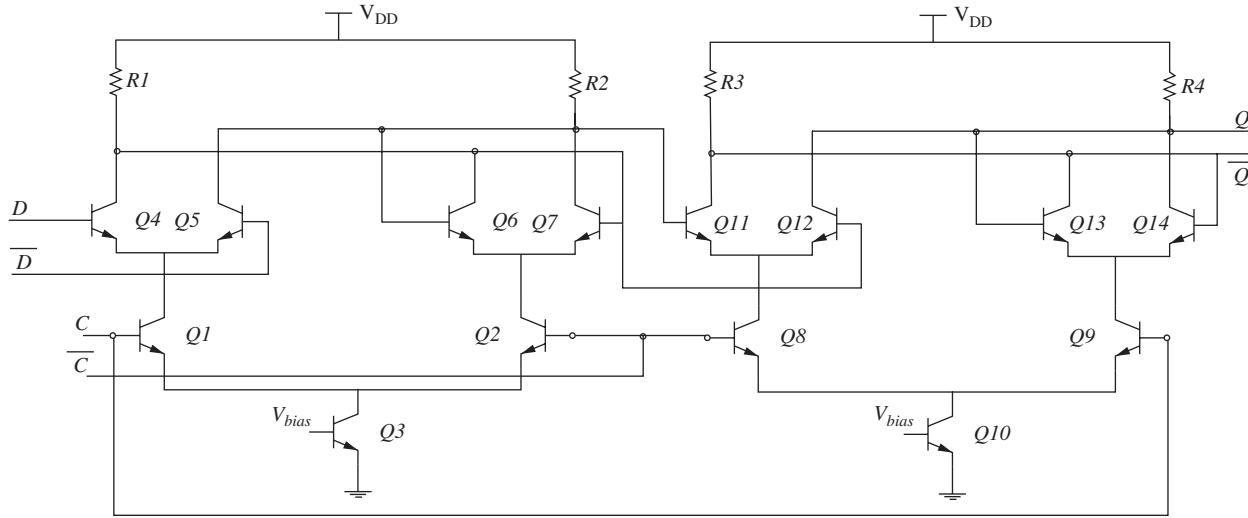 V_DD V_DD
R1 R2 R3 R4
Q
Q̅
D Q4 Q5 Q6 Q7 Q11 Q12 Q13 Q14
D̅
C Q1 Q2 Q8 Q9
C̅
V_bias Q3 V_bias Q10